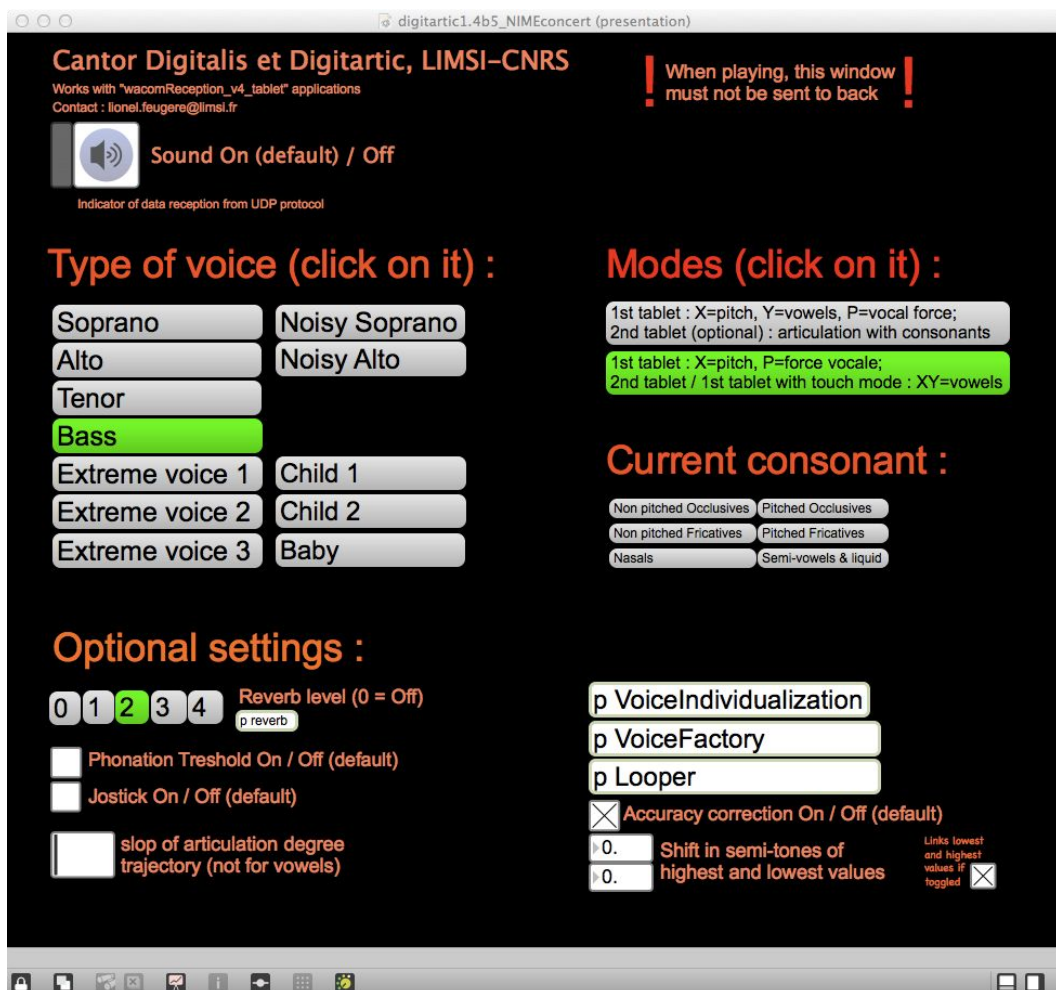 digitartic1.4b5_NIMEconcert (presentation)
Cantor Digitalis et Digitartic, LIMSI-CNRS
Works with "wacomReception_v4_tablet" applications
Contact : lionel.feugere@limsi.fr
! When playing, this window
must not be sent to back !
Sound On (default) / Off
Indicator of data reception from UDP protocol
Type of voice (click on it) :
Soprano
Noisy Soprano
Alto
Noisy Alto
Tenor
Bass
Extreme voice 1
Child 1
Extreme voice 2
Child 2
Extreme voice 3
Baby
Modes (click on it) :
1st tablet : X=pitch, Y=vowels, P=vocal force;
2nd tablet (optional) : articulation with consonants
1st tablet : X=pitch, P=force vocale;
2nd tablet / 1st tablet with touch mode : XY=vowels
Current consonant :
Non pitched Occlusives
Pitched Occlusives
Non pitched Fricatives
Pitched Fricatives
Nasals
Semi-vowels & liquid
Optional settings :
0 1 2 3 4
Reverb level (0 = Off)
p reverb
Phonation Treshold On / Off (default)
Jostick On / Off (default)
slop of articulation degree
trajectory (not for vowels)
p VoiceIndividualization
p VoiceFactory
p Looper
Accuracy correction On / Off (default)
0.
0.
Shift in semi-tones of
highest and lowest values
Links lowest
and highest
values if
toggled